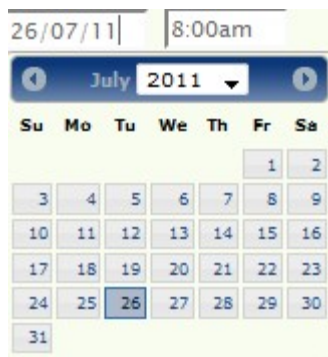 26/07/11 8:00am
July 2011
Su Mo Tu We Th Fr Sa
1 2
3 4 5 6 7 8 9
10 11 12 13 14 15 16
17 18 19 20 21 22 23
24 25 26 27 28 29 30
31